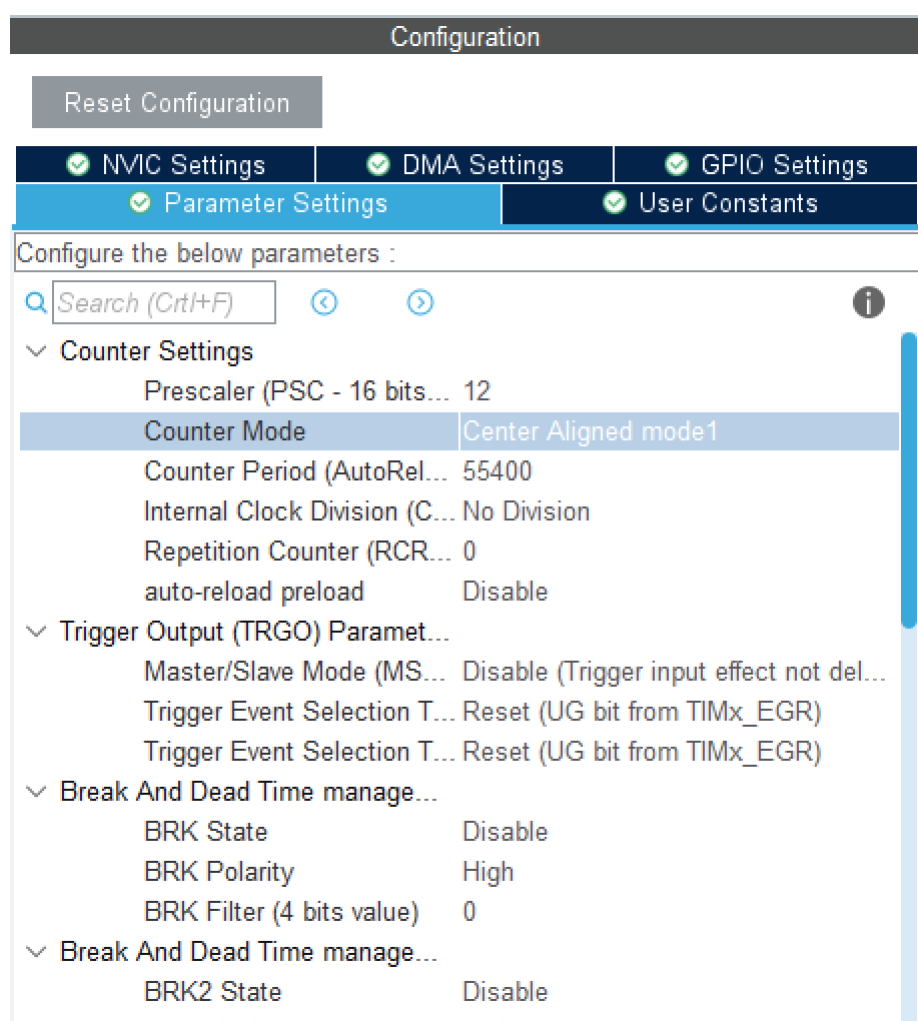 Configuration
Reset Configuration
NVIC Settings DMA Settings GPIO Settings
Parameter Settings User Constants
Configure the below parameters :
Search (Crtl+F)
Counter Settings
Prescaler (PSC - 16 bits... 12
Counter Mode Center Aligned mode1
Counter Period (AutoRel... 55400
Internal Clock Division (C... No Division
Repetition Counter (RCR... 0
auto-reload preload Disable
Trigger Output (TRGO) Paramet...
Master/Slave Mode (MS... Disable (Trigger input effect not del...
Trigger Event Selection T... Reset (UG bit from TIMx_EGR)
Trigger Event Selection T... Reset (UG bit from TIMx_EGR)
Break And Dead Time manage...
BRK State Disable
BRK Polarity High
BRK Filter (4 bits value) 0
Break And Dead Time manage...
BRK2 State Disable